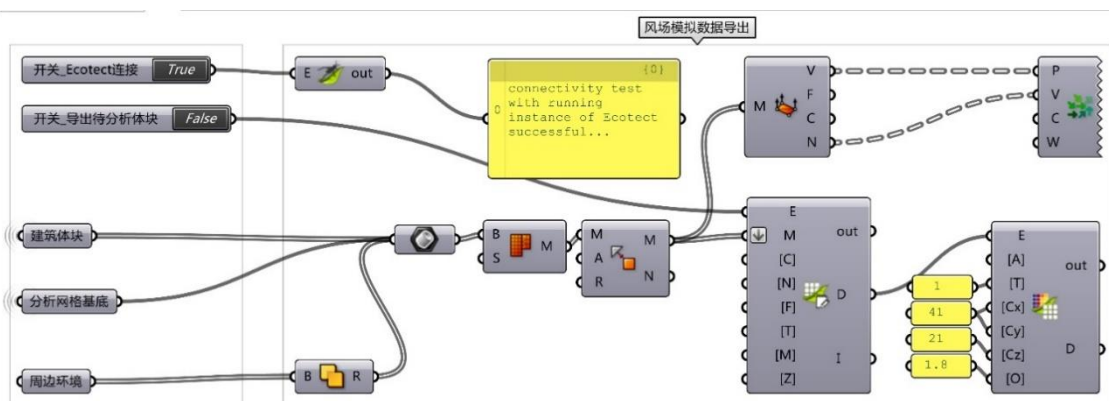 风场模拟数据导出
开关_Ecotect连接 True
E out
{0}
0 connectivity test
with running
instance of Ecotect
successful...
M V F C N
P V C W
开关_导出待分析体块 False
建筑体块
分析网格基底
周边环境
B R
B S M
M A R M N
E
M out
[C]
[N]
[F] D
[T]
[M] I
[Z]
1
41
21
1.8
E
[A] out
[T]
[Cx]
[Cy]
[Cz] D
[O]